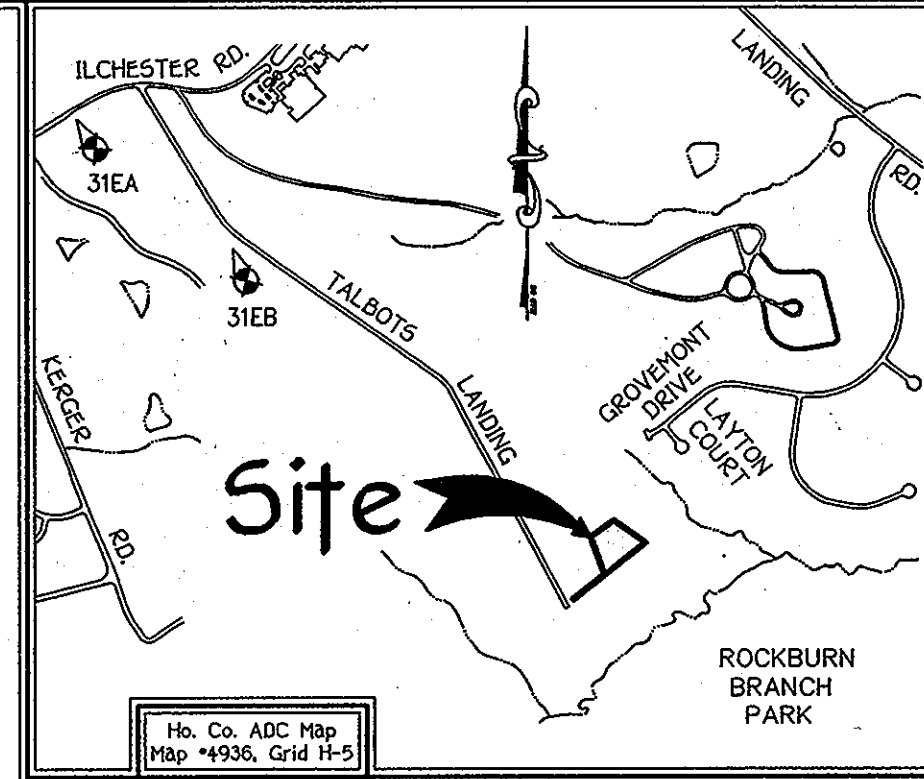 ILCHESTER RD.
LANDING
RD.
31EA
31EB
TALBOTS
LANDING
KERGER
RD.
GROVEMONT
DRIVE
LAYTON
COURT
Site
ROCKBURN
BRANCH
PARK
Ho. Co. ADC Map
Map *4936, Grid H-5